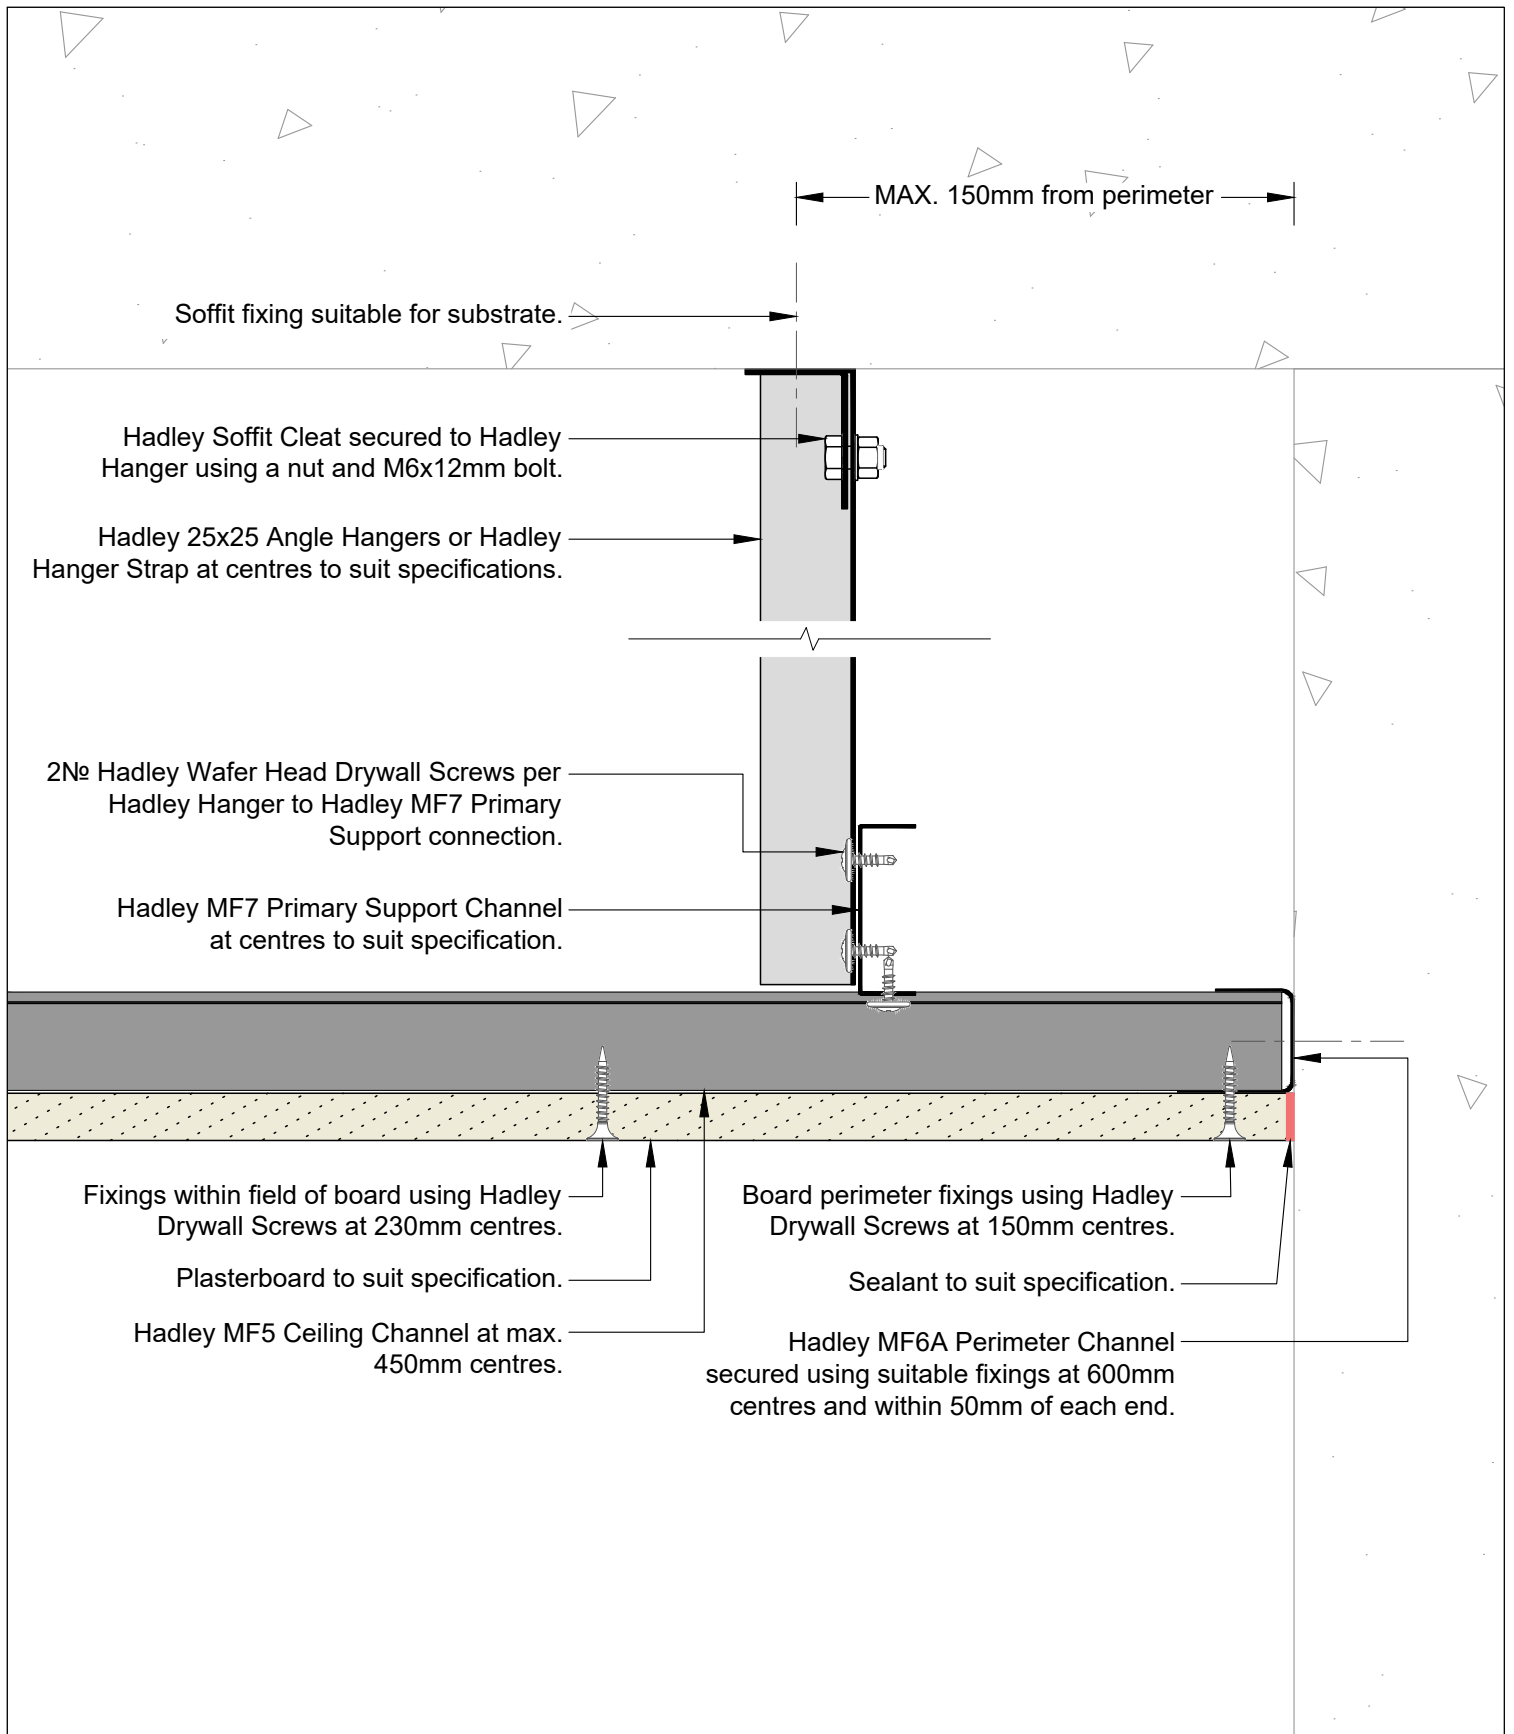 MAX. 150mm from perimeter
Soffit fixing suitable for substrate.
Hadley Soffit Cleat secured to Hadley
Hanger using a nut and M6x12mm bolt.
Hadley 25x25 Angle Hangers or Hadley
Hanger Strap at centres to suit specifications.
2№ Hadley Wafer Head Drywall Screws per
Hadley Hanger to Hadley MF7 Primary
Support connection.
Hadley MF7 Primary Support Channel
at centres to suit specification.
Fixings within field of board using Hadley
Drywall Screws at 230mm centres.
Plasterboard to suit specification.
Hadley MF5 Ceiling Channel at max.
450mm centres.
Board perimeter fixings using Hadley
Drywall Screws at 150mm centres.
Sealant to suit specification.
Hadley MF6A Perimeter Channel
secured using suitable fixings at 600mm
centres and within 50mm of each end.